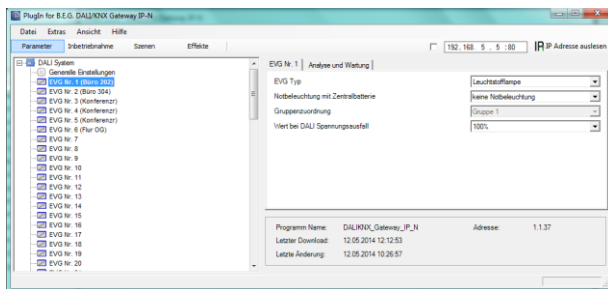 PlugIn for B.E.G. DALI/KNX Gateway IP-N
Datei Extras Ansicht Hilfe
Parameter Inbetriebnahme Szenen Effekte
192.168. 5 . 5 :80 IP Adresse auslesen
DALI System
Generelle Einstellungen
EVG Nr. 1 (Büro 202)
EVG Nr. 2 (Büro 304)
EVG Nr. 3 (Konferenzr)
EVG Nr. 4 (Konferenzr)
EVG Nr. 5 (Konferenzr)
EVG Nr. 6 (Flur OG)
EVG Nr. 7
EVG Nr. 8
EVG Nr. 9
EVG Nr. 10
EVG Nr. 11
EVG Nr. 12
EVG Nr. 13
EVG Nr. 14
EVG Nr. 15
EVG Nr. 16
EVG Nr. 17
EVG Nr. 18
EVG Nr. 19
EVG Nr. 20
EVG Nr. 1 Analyse und Wartung
EVG Typ Leuchtstofflampe
Notbeleuchtung mit Zentralbatterie keine Notbeleuchtung
Gruppenzuordnung Gruppe 1
Wert bei DALI Spannungsausfall 100%
Programm Name: DALIKNX_Gateway_IP_N Adresse: 1.1.37
Letzter Download: 12.05.2014 12:12:53
Letzte Änderung: 12.05.2014 10:26:57